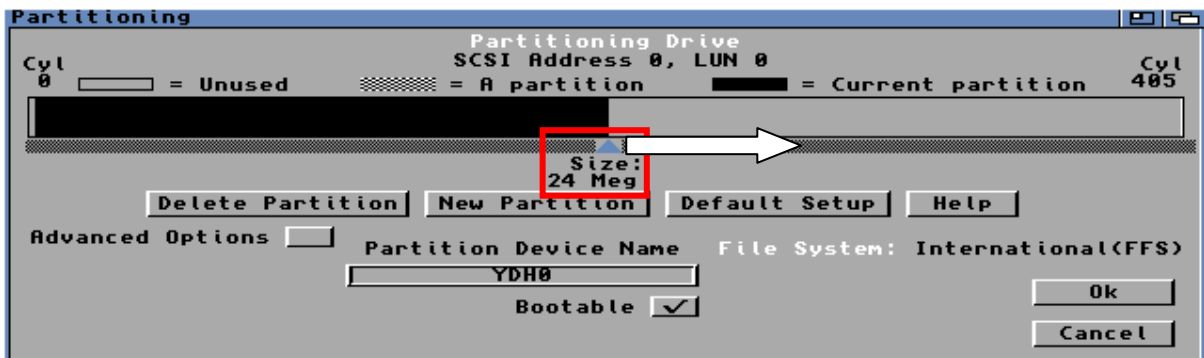 Partitioning
Partitioning Drive
SCSI Address 0, LUN 0
Cyl 0
Cyl 405
= Unused = A partition = Current partition
Size:
24 Meg
Delete Partition New Partition Default Setup Help
Advanced Options
Partition Device Name File System: International(FFS)
YDH0
Bootable
Ok
Cancel